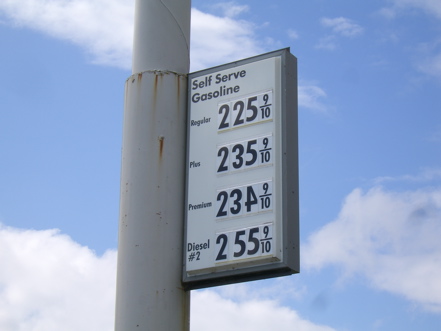 Self Serve
Gasoline
Regular 225 9/10
Plus 235 9/10
Premium 234 9/10
Diesel #2 255 9/10